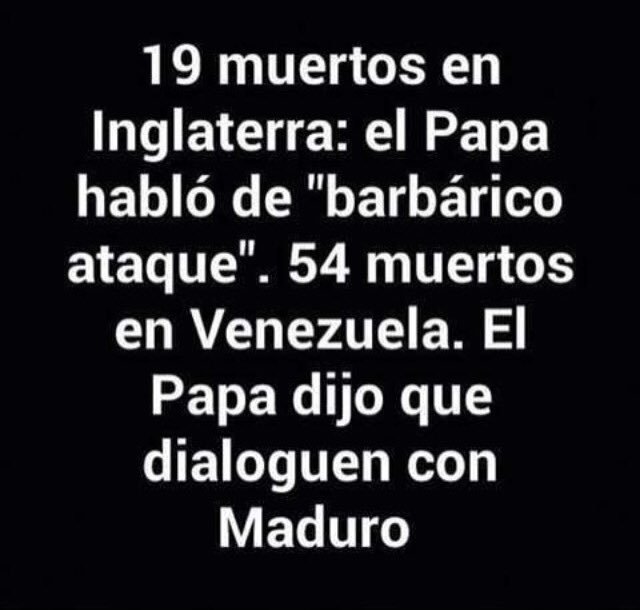 19 muertos en
Inglaterra: el Papa
habló de "barbárico
ataque". 54 muertos
en Venezuela. El
Papa dijo que
dialoguen con
Maduro